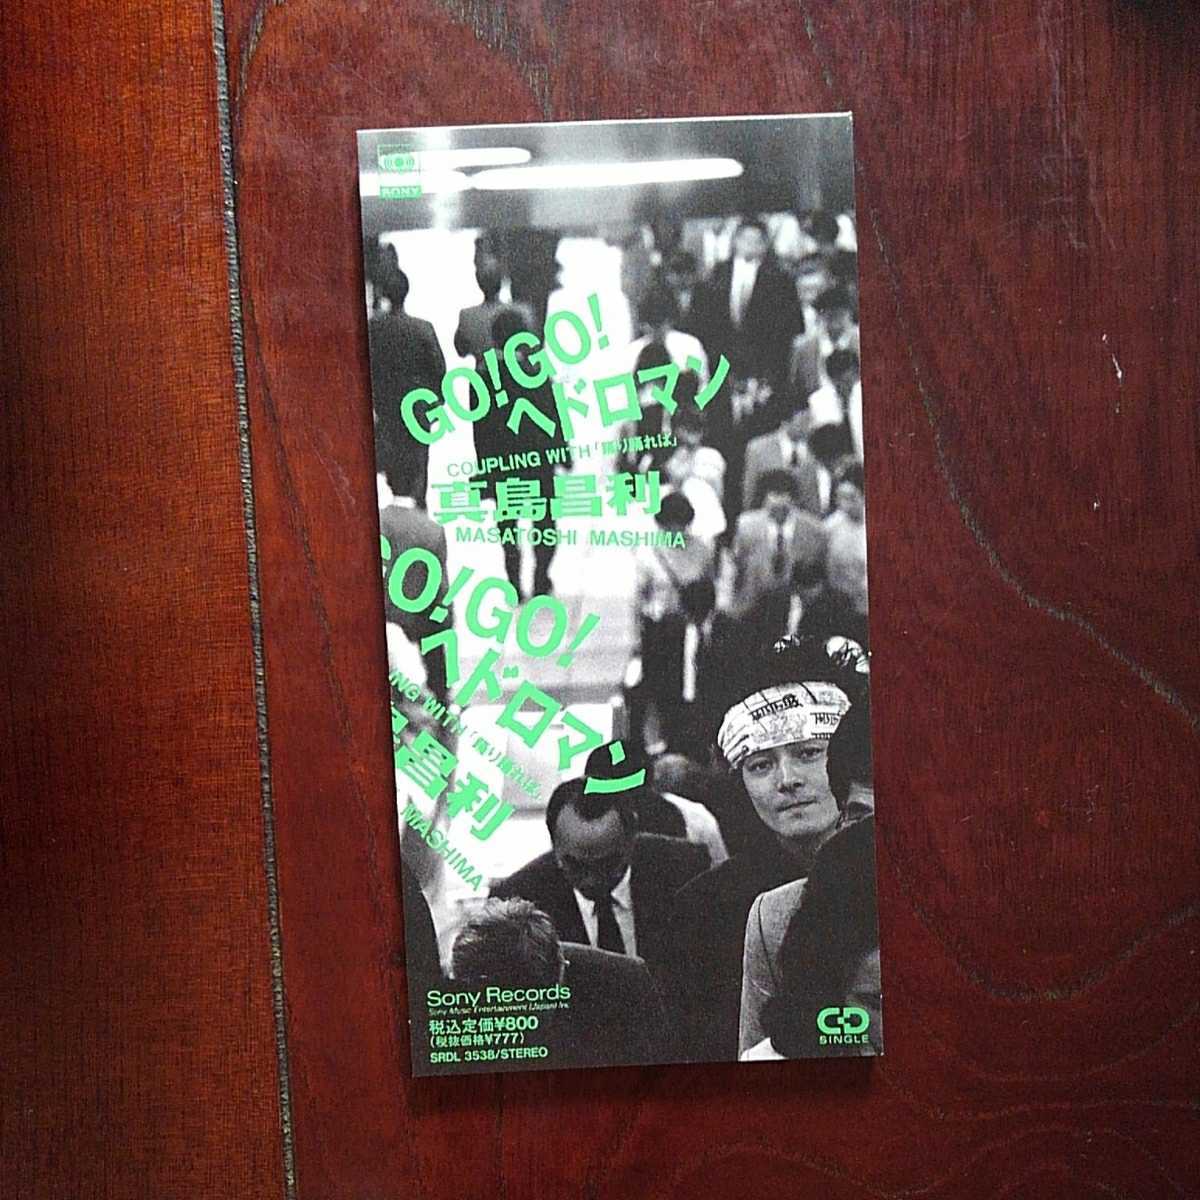 SONY
GO!GO!
ヘドロマン
COUPLING WITH「踊り踊れば」
真島昌利
MASATOSHI MASHIMA
GO!GO!
ヘドロマン
ING WITH「踊り踊れば」
昌利
MASHIMA
Sony Records
Sony Music Entertainment (Japan) Inc.
税込定価¥800
(税抜価格¥777)
SRDL 3538/STEREO
CD
SINGLE